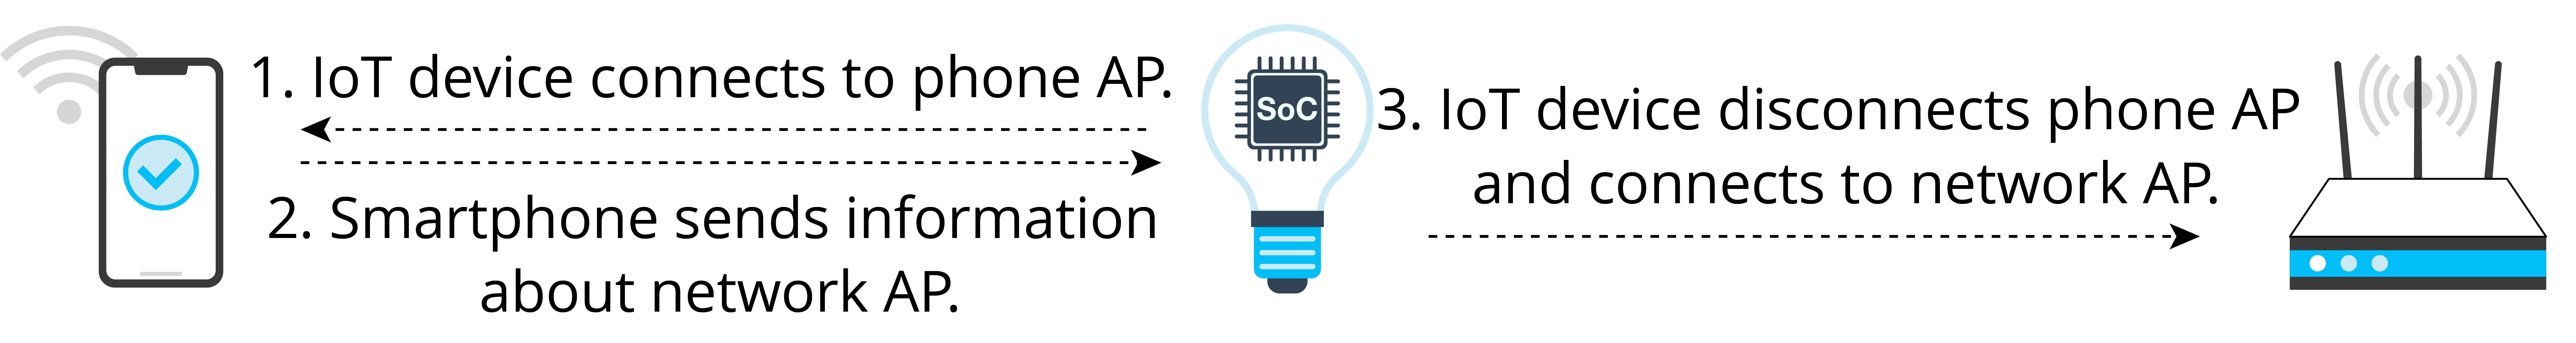 1. IoT device connects to phone AP.
2. Smartphone sends information
about network AP.
SoC
3. IoT device disconnects phone AP
and connects to network AP.